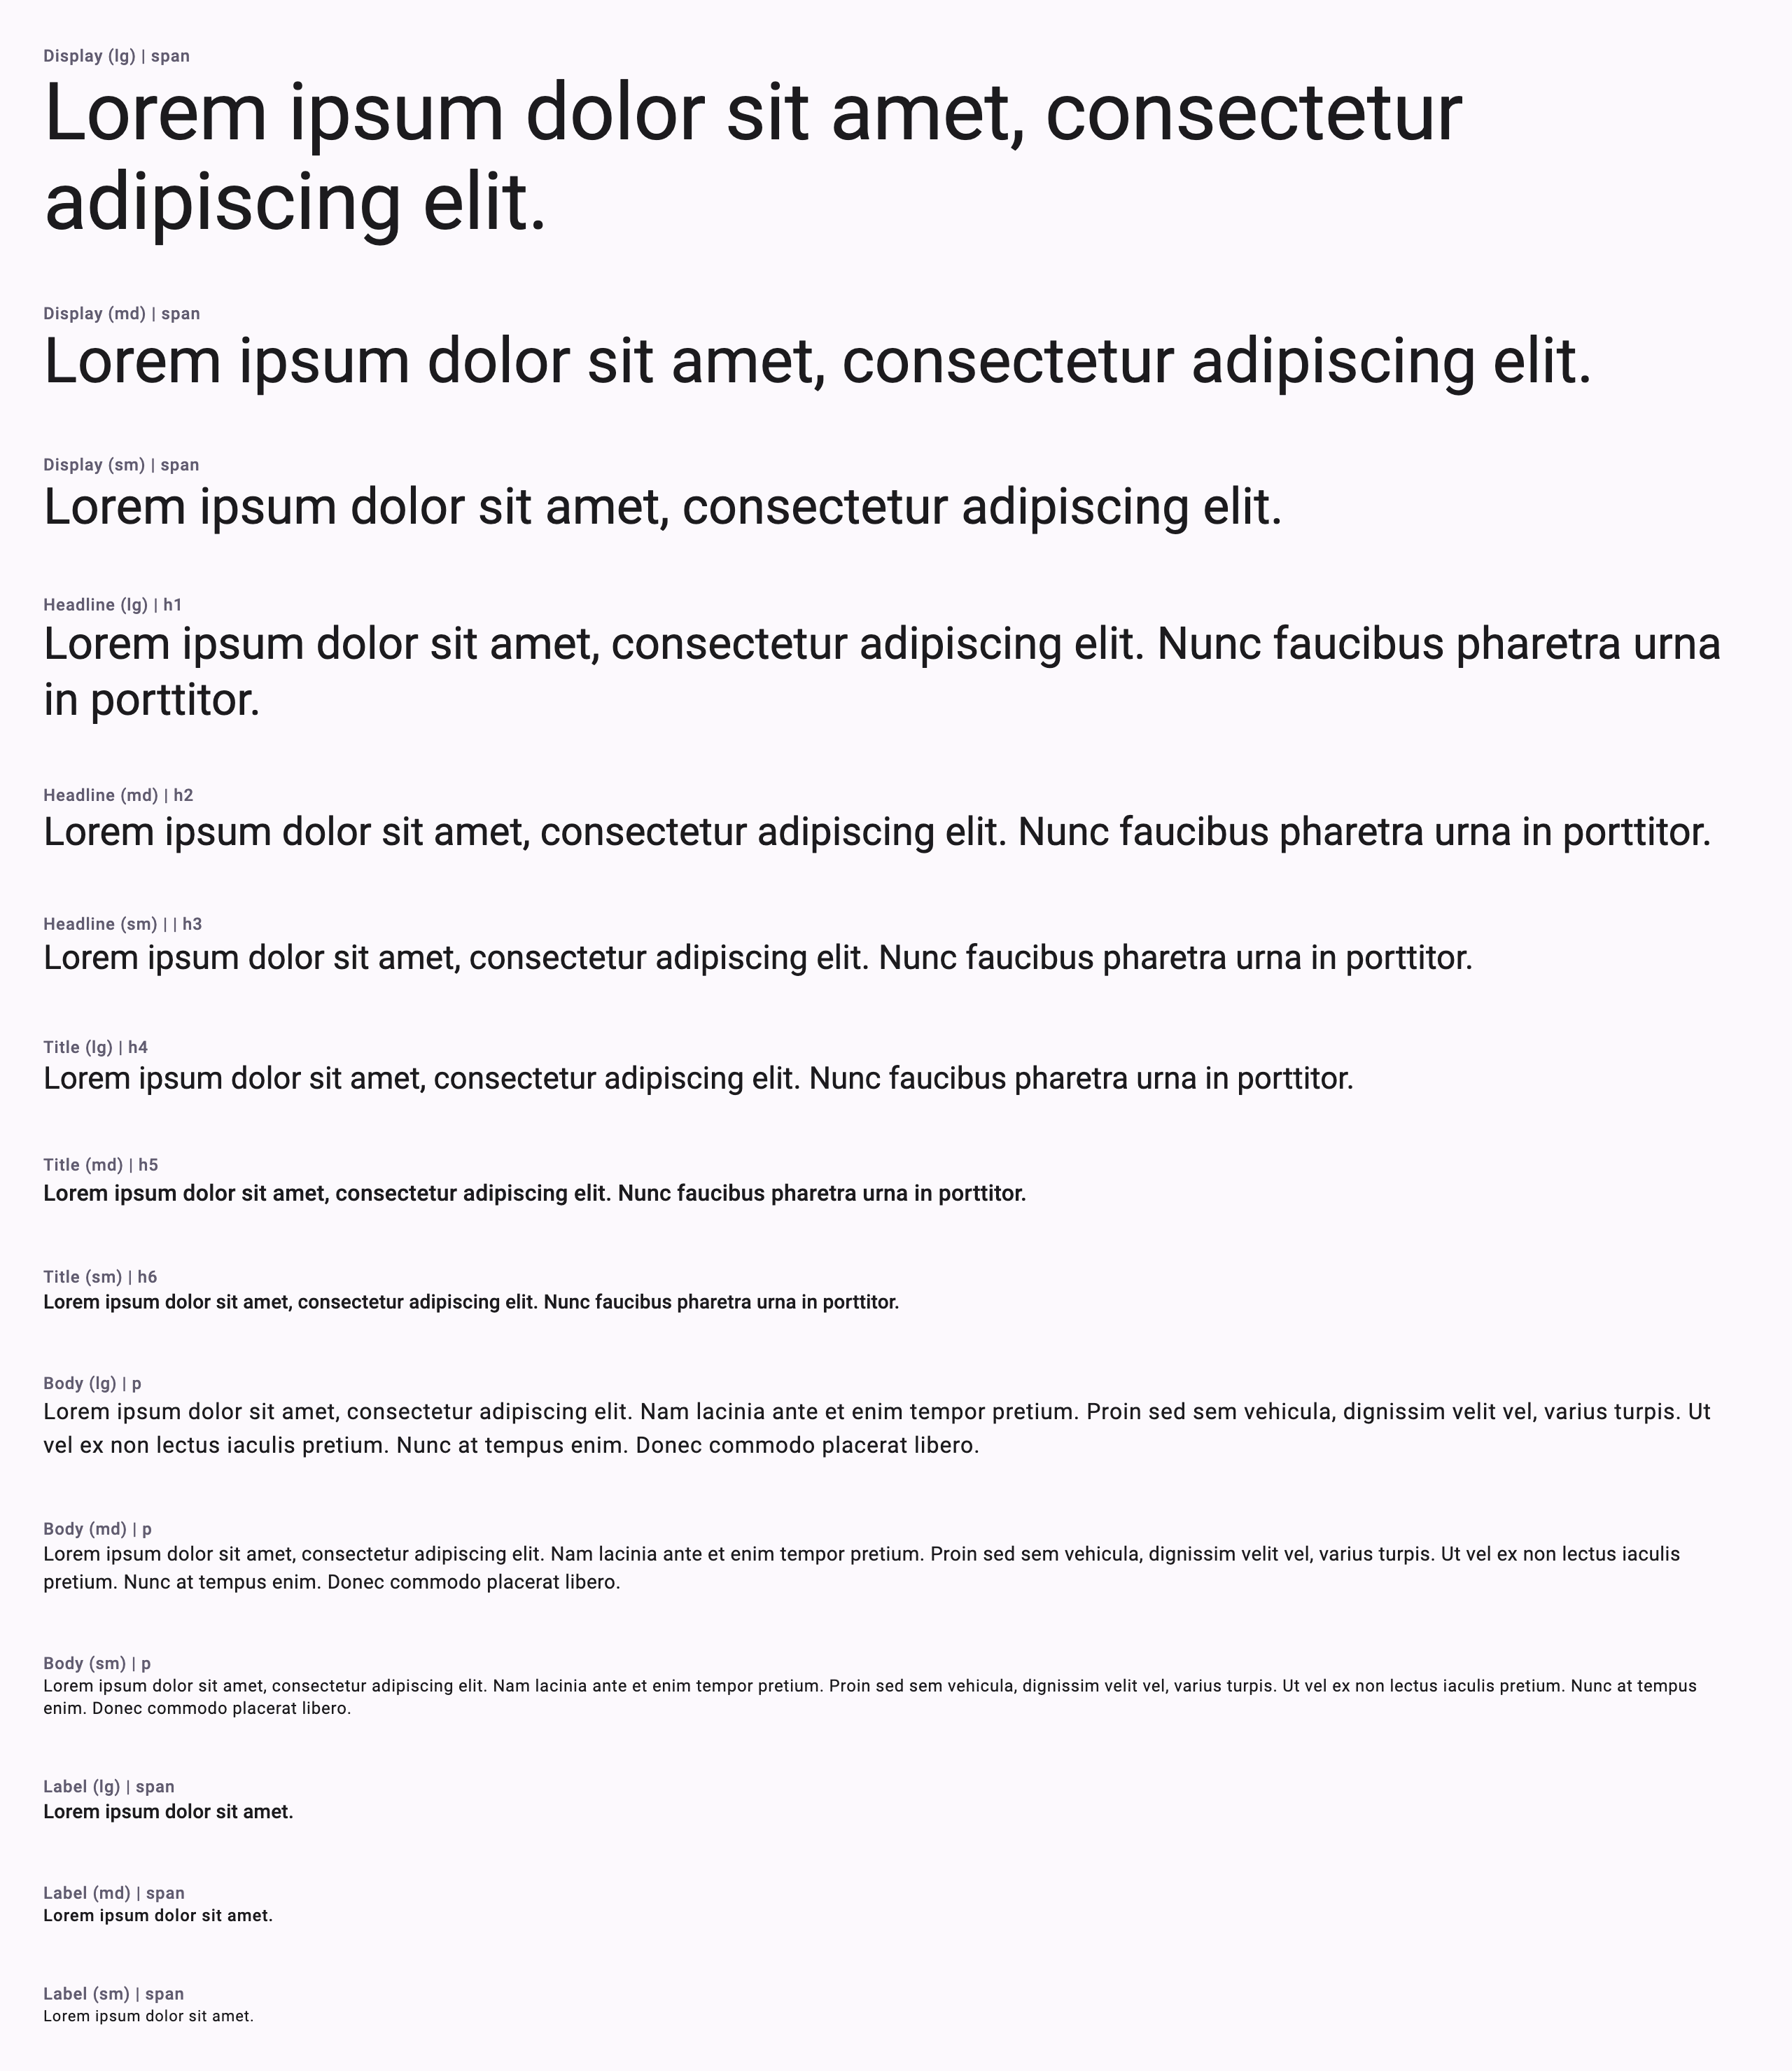 Display (lg) | span
Lorem ipsum dolor sit amet, consectetur
adipiscing elit.
Display (md) | span
Lorem ipsum dolor sit amet, consectetur adipiscing elit.
Display (sm) | span
Lorem ipsum dolor sit amet, consectetur adipiscing elit.
Headline (lg) | h1
Lorem ipsum dolor sit amet, consectetur adipiscing elit. Nunc faucibus pharetra urna
in porttitor.
Headline (md) | h2
Lorem ipsum dolor sit amet, consectetur adipiscing elit. Nunc faucibus pharetra urna in porttitor.
Headline (sm) | | h3
Lorem ipsum dolor sit amet, consectetur adipiscing elit. Nunc faucibus pharetra urna in porttitor.
Title (lg) | h4
Lorem ipsum dolor sit amet, consectetur adipiscing elit. Nunc faucibus pharetra urna in porttitor.
Title (md) | h5
Lorem ipsum dolor sit amet, consectetur adipiscing elit. Nunc faucibus pharetra urna in porttitor.
Title (sm) | h6
Lorem ipsum dolor sit amet, consectetur adipiscing elit. Nunc faucibus pharetra urna in porttitor.
Body (lg) | p
Lorem ipsum dolor sit amet, consectetur adipiscing elit. Nam lacinia ante et enim tempor pretium. Proin sed sem vehicula, dignissim velit vel, varius turpis. Ut
vel ex non lectus iaculis pretium. Nunc at tempus enim. Donec commodo placerat libero.
Body (md) | p
Lorem ipsum dolor sit amet, consectetur adipiscing elit. Nam lacinia ante et enim tempor pretium. Proin sed sem vehicula, dignissim velit vel, varius turpis. Ut vel ex non lectus iaculis
pretium. Nunc at tempus enim. Donec commodo placerat libero.
Body (sm) | p
Lorem ipsum dolor sit amet, consectetur adipiscing elit. Nam lacinia ante et enim tempor pretium. Proin sed sem vehicula, dignissim velit vel, varius turpis. Ut vel ex non lectus iaculis pretium. Nunc at tempus
enim. Donec commodo placerat libero.
Label (lg) | span
Lorem ipsum dolor sit amet.
Label (md) | span
Lorem ipsum dolor sit amet.
Label (sm) | span
Lorem ipsum dolor sit amet.